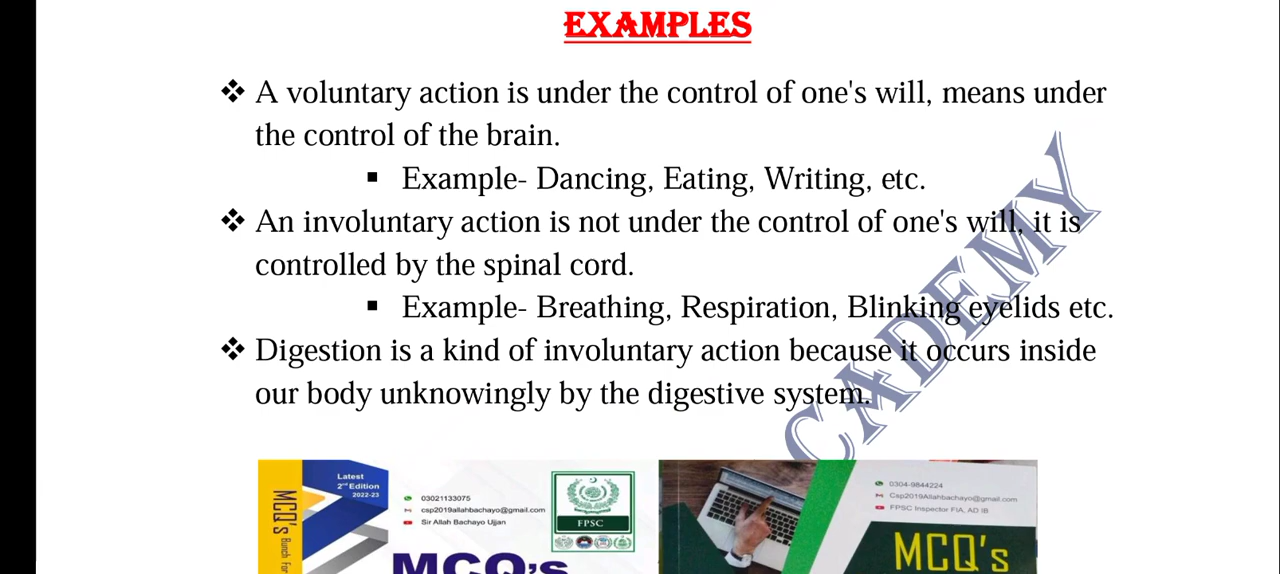 EXAMPLES
❖ A voluntary action is under the control of one's will, means under
the control of the brain.
▪ Example- Dancing, Eating, Writing, etc.
❖ An involuntary action is not under the control of one's will, it is
controlled by the spinal cord.
▪ Example- Breathing, Respiration, Blinking eyelids etc.
❖ Digestion is a kind of involuntary action because it occurs inside
our body unknowingly by the digestive system.
CADEMY
MCQ's Bunch For
Latest
2nd Edition
2022-23
03021133075
csp2019allahbachayo@gmail.com
Sir Allah Bachayo Ujjan
FPSC
MCQ's
0304-9844224
Csp2019Allahbachayo@gmail.com
FPSC Inspector FIA, AD IB
MCQ's